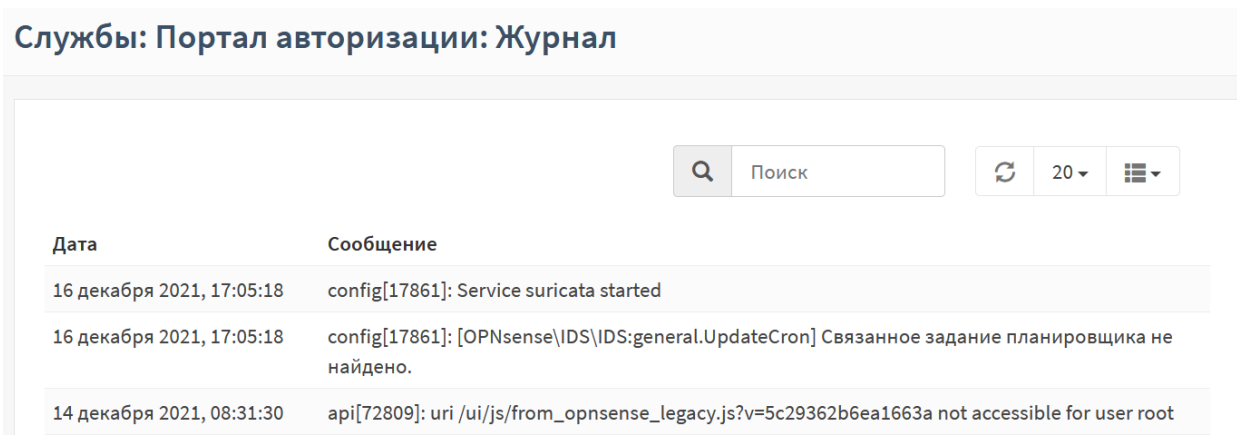 Службы: Портал авторизации: Журнал
Поиск
20
Дата Сообщение
16 декабря 2021, 17:05:18 config[17861]: Service suricata started
16 декабря 2021, 17:05:18 config[17861]: [OPNsense\IDS\IDS:general.UpdateCron] Связанное задание планировщика не
найдено.
14 декабря 2021, 08:31:30 api[72809]: uri /ui/js/from_opnsense_legacy.js?v=5c29362b6ea1663a not accessible for user root